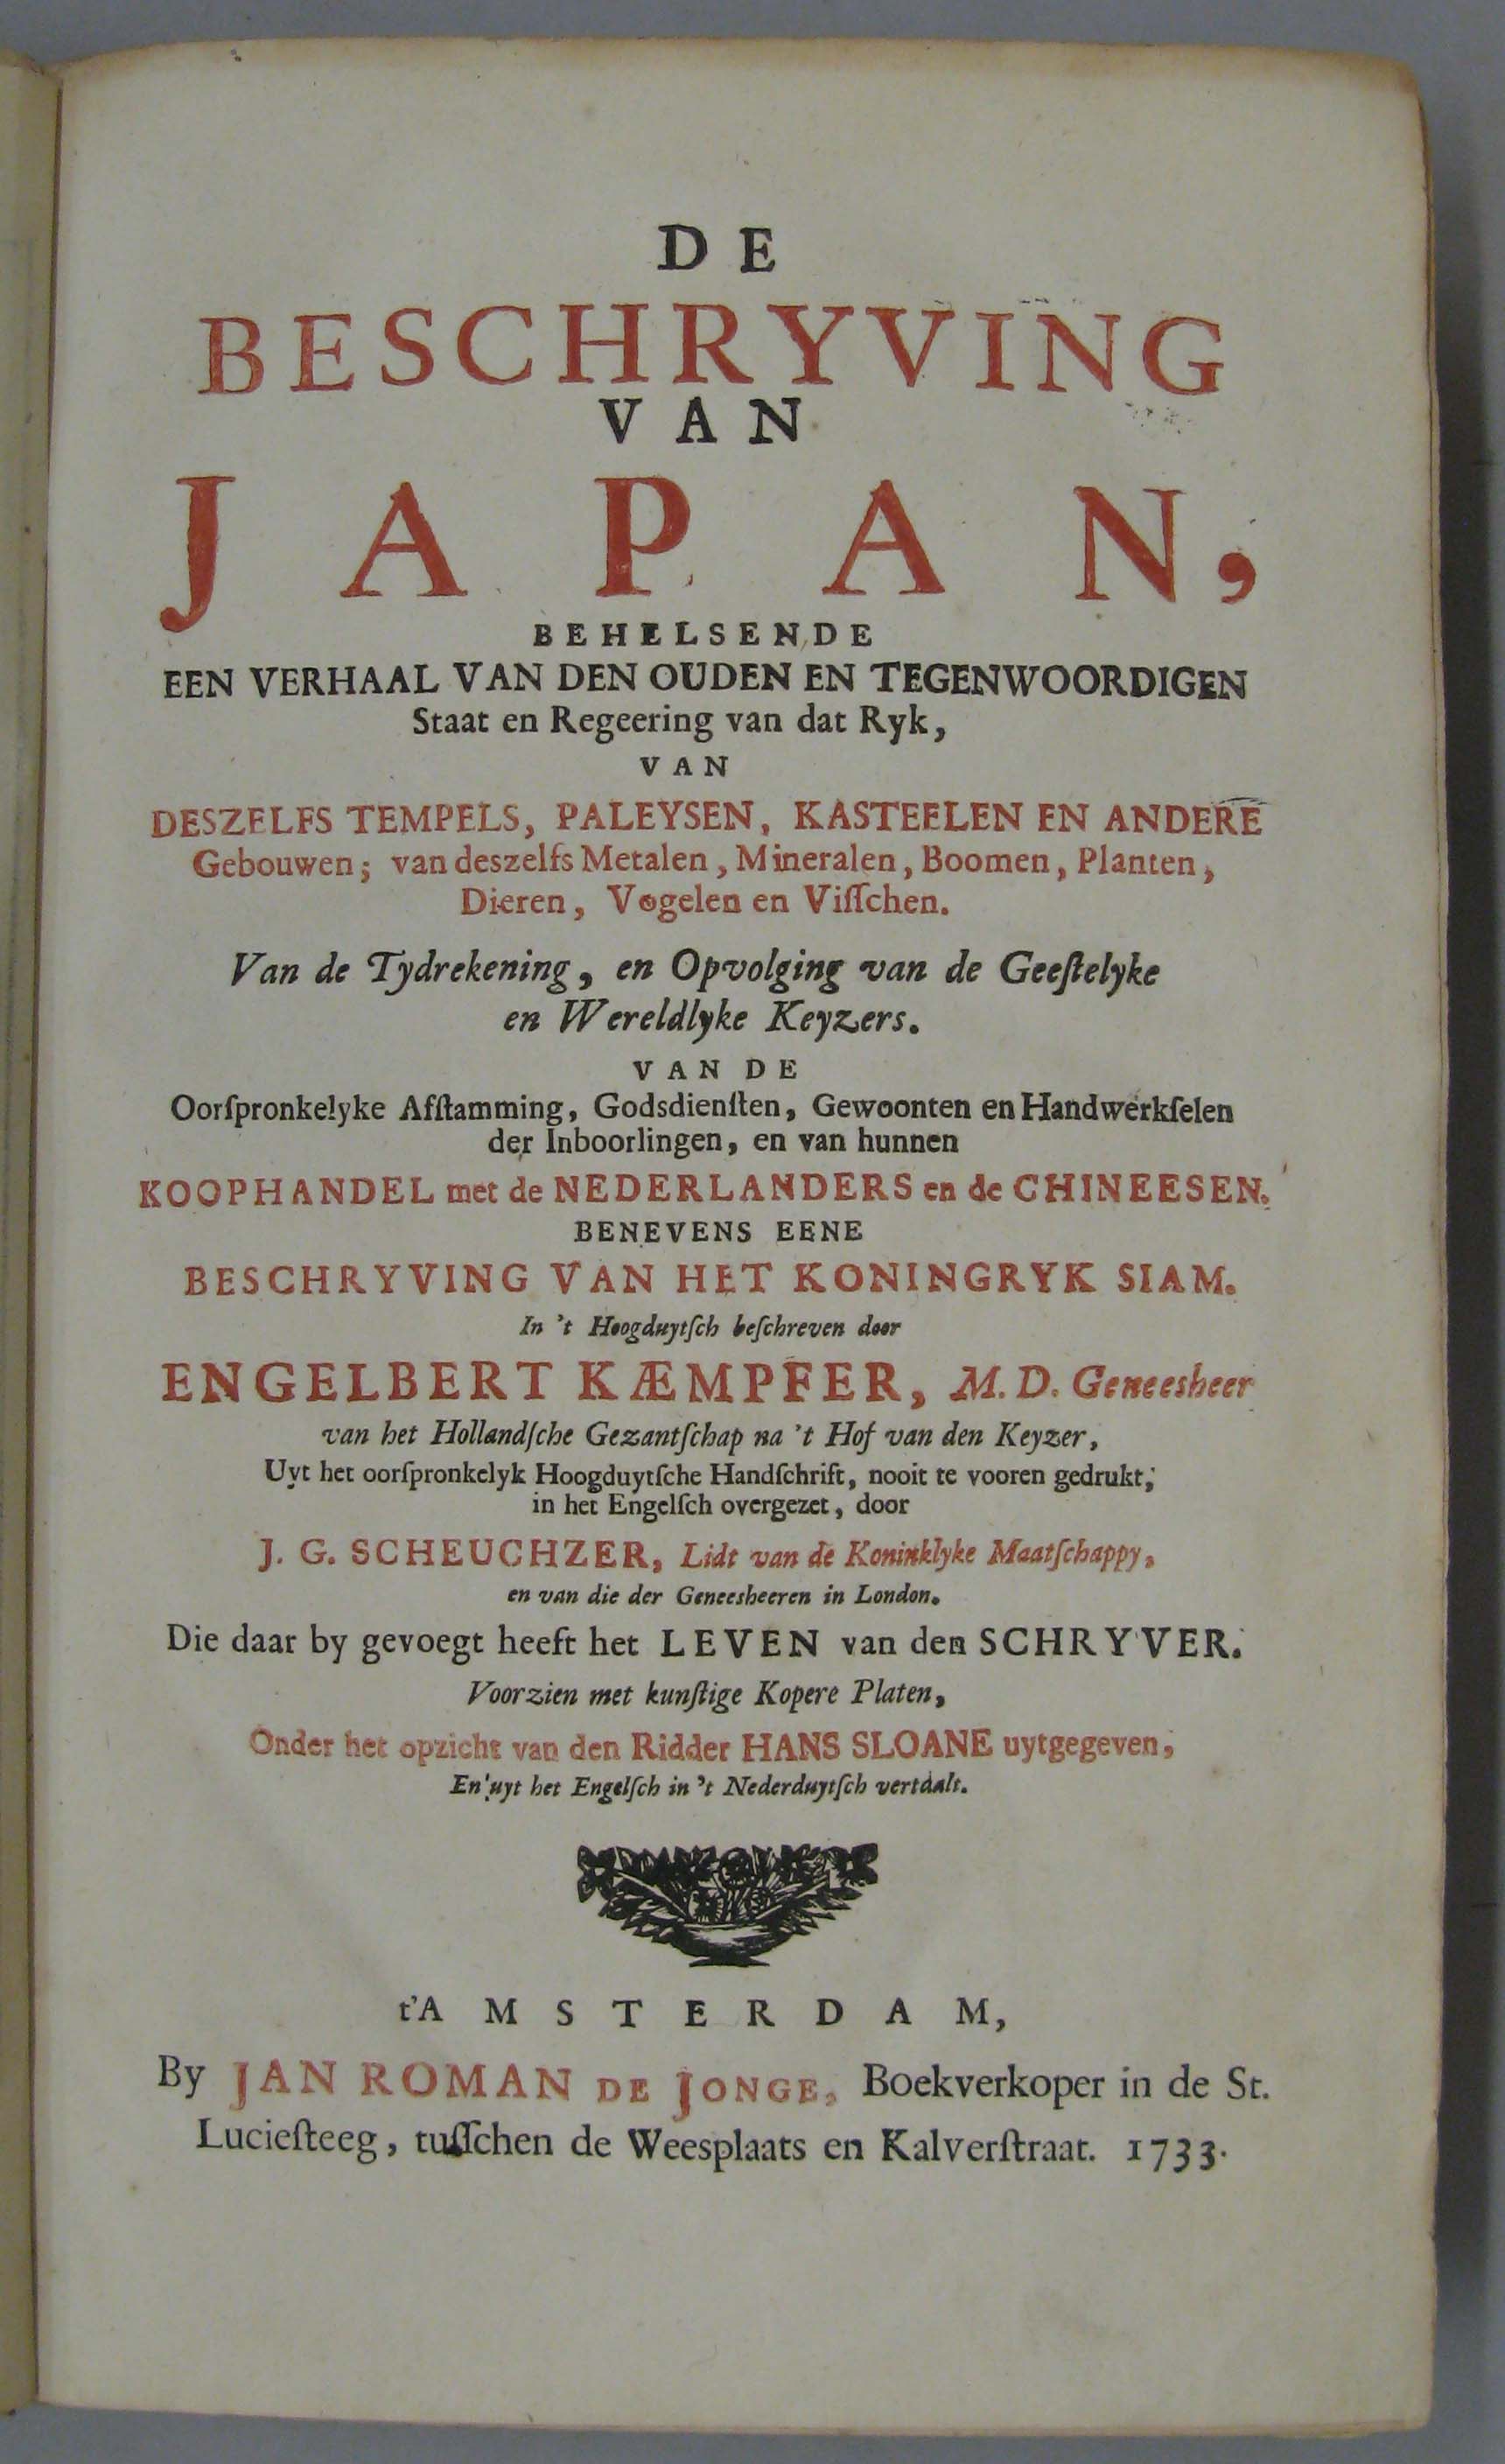 DE
BESCHRYVING
VAN
JAPAN,
BEHELSENDE
EEN VERHAAL VAN DEN OUDEN EN TEGENWOORDIGEN
Staat en Regeering van dat Ryk,
VAN
DESZELFS TEMPELS, PALEYSEN, KASTEELEN EN ANDERE
Gebouwen; van deszelfs Metalen, Mineralen, Boomen, Planten,
Dieren, Vogelen en Viſſchen.
Van de Tydrekening, en Opvolging van de Geeſtelyke
en Wereldlyke Keyzers.
VAN DE
Oorſpronkelyke Afſtamming, Godsdienſten, Gewoonten en Handwerkſelen
der Inboorlingen, en van hunnen
KOOPHANDEL met de NEDERLANDERS en de CHINEESEN.
BENEVENS EENE
BESCHRYVING VAN HET KONINGRYK SIAM.
In 't Hoogduytſch beſchreven door
ENGELBERT KÆMPFER, M. D. Geneesheer
van het Hollandſche Gezantſchap na 't Hof van den Keyzer,
Uyt het oorſpronkelyk Hoogduytſche Handſchrift, nooit te vooren gedrukt,
in het Engelſch overgezet, door
J. G. SCHEUCHZER, Lidt van de Koninklyke Maatſchappy,
en van die der Geneesheeren in London.
Die daar by gevoegt heeft het LEVEN van den SCHRYVER.
Voorzien met kunſtige Kopere Platen,
Onder het opzicht van den Ridder HANS SLOANE uytgegeven,
En uyt het Engelſch in 't Nederduytſch vertaalt.
t'AMSTERDAM,
By JAN ROMAN DE JONGE, Boekverkoper in de St.
Lucieſteeg, tuſſchen de Weesplaats en Kalverſtraat. 1733.